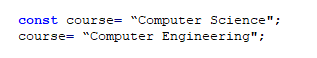 const course= “Computer Science";
course= “Computer Engineering";